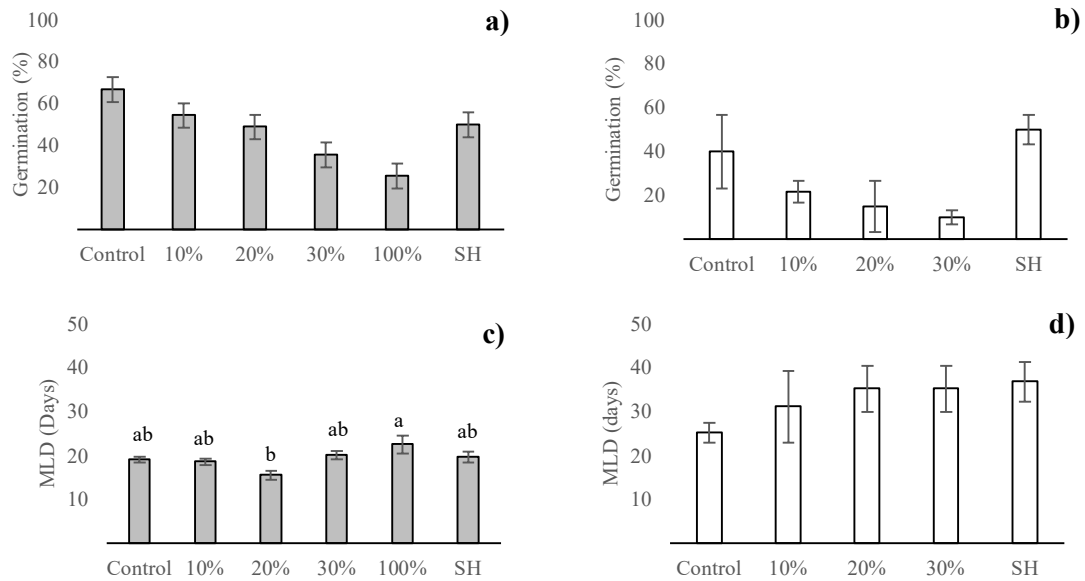 a)
Germination (%)
100
80
60
40
20
Control 10% 20% 30% 100% SH
b)
Germination (%)
100
80
60
40
20
Control 10% 20% 30% SH
c)
MLD (Days)
50
40
30
20
10
ab ab b ab a ab
Control 10% 20% 30% 100% SH
d)
MLD (days)
50
40
30
20
10
Control 10% 20% 30% SH